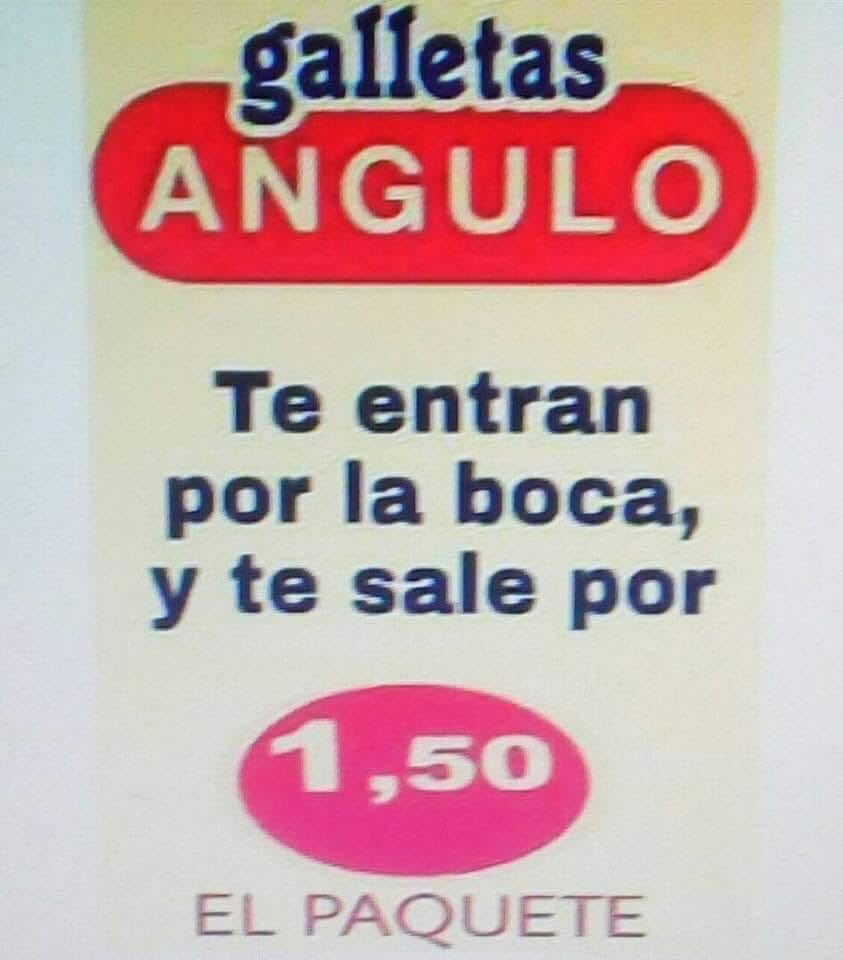 galletas
ANGULO
Te entran
por la boca,
y te sale por
1,50
EL PAQUETE